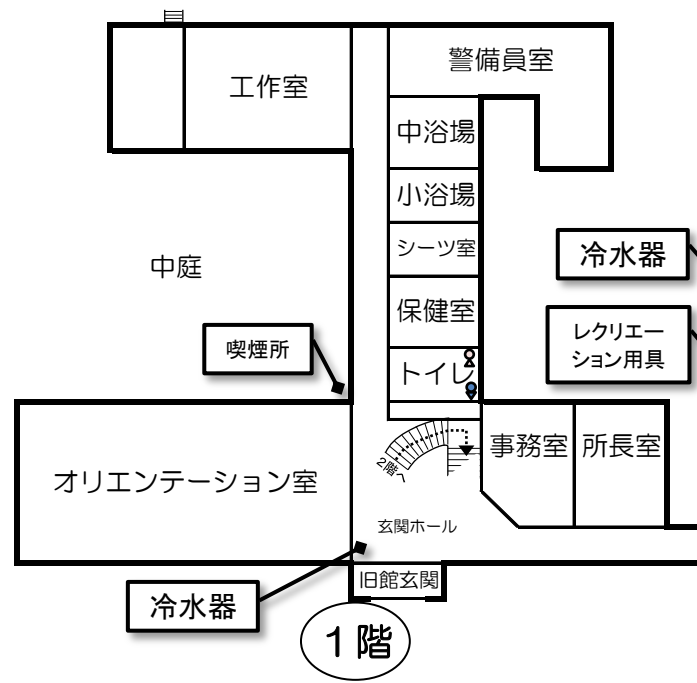 警備員室
工作室
中浴場
小浴場
シーツ室
冷水器
中庭
保健室
喫煙所
レクリエー
ション用具
トイレ
事務室
所長室
オリエンテーション室
2階へ
玄関ホール
旧館玄関
冷水器
1階